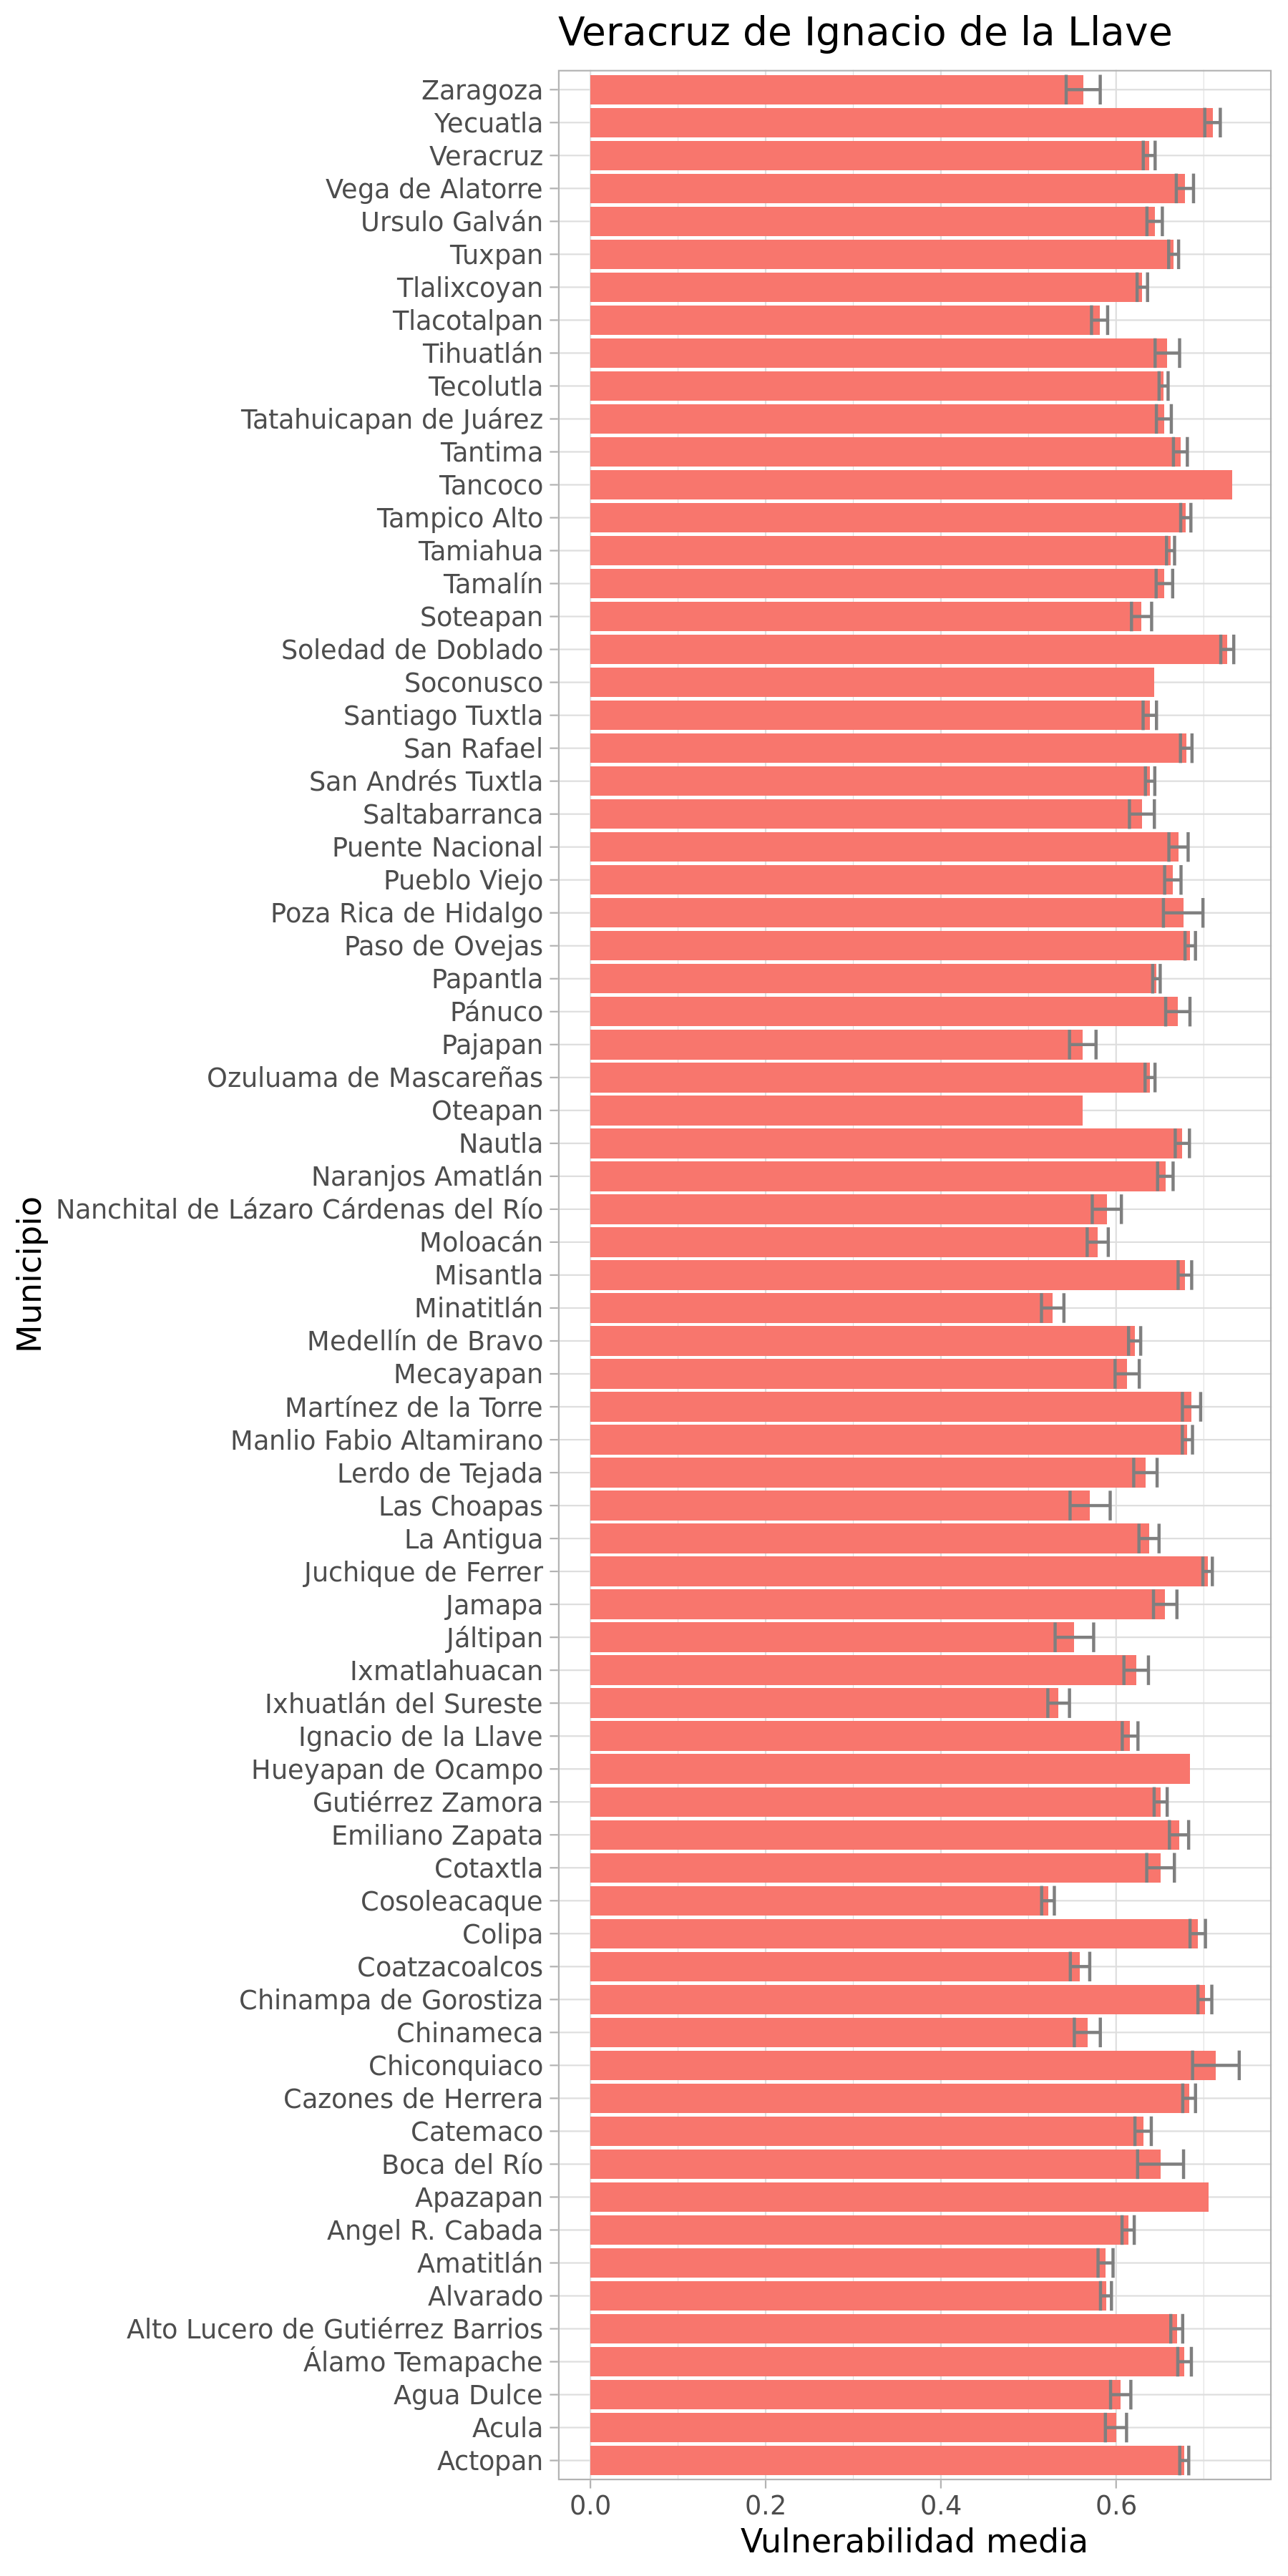 Veracruz de Ignacio de la Llave
Zaragoza
Yecuatla
Veracruz
Vega de Alatorre
Ursulo Galván
Tuxpan
Tlalixcoyan
Tlacotalpan
Tihuatlán
Tecolutla
Tatahuicapan de Juárez
Tantima
Tancoco
Tampico Alto
Tamiahua
Tamalín
Soteapan
Soledad de Doblado
Soconusco
Santiago Tuxtla
San Rafael
San Andrés Tuxtla
Saltabarranca
Puente Nacional
Pueblo Viejo
Poza Rica de Hidalgo
Paso de Ovejas
Papantla
Pánuco
Pajapan
Ozuluama de Mascareñas
Oteapan
Nautla
Naranjos Amatlán
Nanchital de Lázaro Cárdenas del Río
Moloacán
Misantla
Minatitlán
Medellín de Bravo
Mecayapan
Martínez de la Torre
Manlio Fabio Altamirano
Lerdo de Tejada
Las Choapas
La Antigua
Juchique de Ferrer
Jamapa
Jáltipan
Ixmatlahuacan
Ixhuatlán del Sureste
Ignacio de la Llave
Hueyapan de Ocampo
Gutiérrez Zamora
Emiliano Zapata
Cotaxtla
Cosoleacaque
Colipa
Coatzacoalcos
Chinampa de Gorostiza
Chinameca
Chiconquiaco
Cazones de Herrera
Catemaco
Boca del Río
Apazapan
Angel R. Cabada
Amatitlán
Alvarado
Alto Lucero de Gutiérrez Barrios
Álamo Temapache
Agua Dulce
Acula
Actopan
Municipio
0.0 0.2 0.4 0.6
Vulnerabilidad media